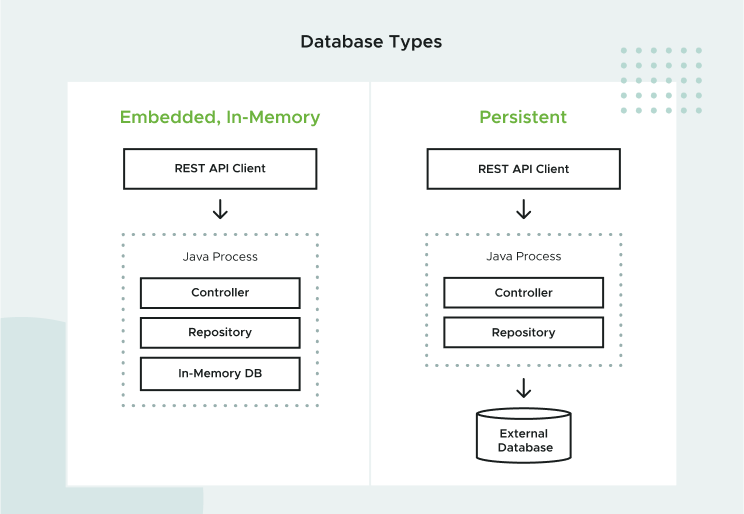 Database Types
Embedded, In-Memory
REST API Client
Java Process
Controller
Repository
In-Memory DB
Persistent
REST API Client
Java Process
Controller
Repository
External
Database